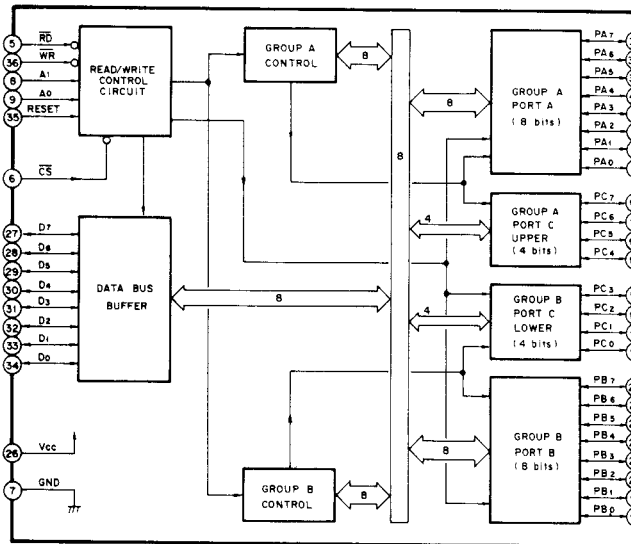 5 RD
36 WR
8 A1
9 A0
35 RESET
6 CS
READ/WRITE
CONTROL
CIRCUIT
27 D7
28 D6
29 D5
30 D4
31 D3
32 D2
33 D1
34 D0
DATA BUS
BUFFER
26 Vcc
7 GND
GROUP A
CONTROL
8
8
8
8
GROUP B
CONTROL
8
8
4
4
8
GROUP A
PORT A
(8 bits)
PA7
PA6
PA5
PA4
PA3
PA2
PA1
PA0
GROUP A
PORT C
UPPER
(4 bits)
PC7
PC6
PC5
PC4
GROUP B
PORT C
LOWER
(4 bits)
PC3
PC2
PC1
PC0
GROUP B
PORT B
(8 bits)
PB7
PB6
PB5
PB4
PB3
PB2
PB1
PB0